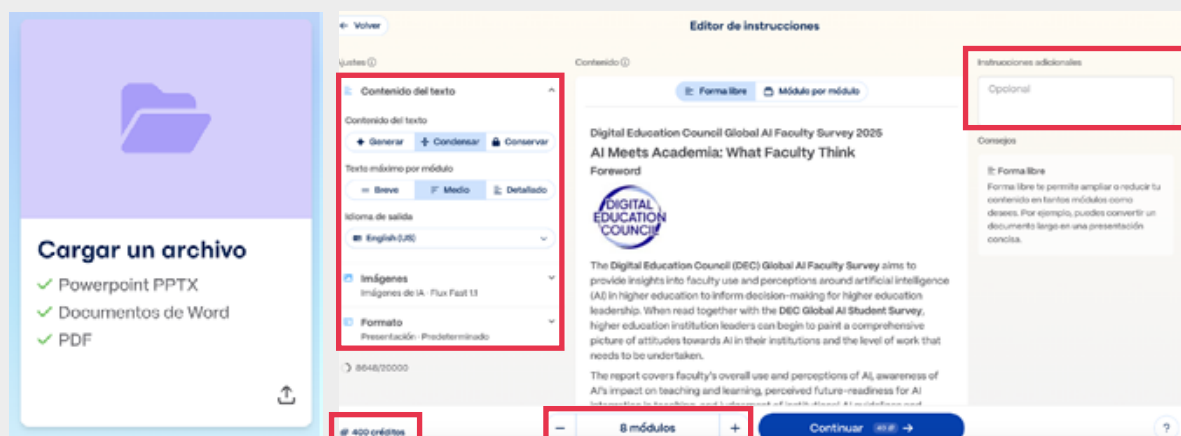 Cargar un archivo
Powerpoint PPTX
Documentos de Word
PDF
Volver
Editor de instrucciones
Ajustes
Contenido del texto
Contenido del texto
Generar Condensar Conservar
Texto máximo por módulo
Breve Medio Detallado
Idioma de salida
English (US)
Imágenes
Imágenes de IA · Flux Fast 1.1
Formato
Presentación · Predeterminado
8648/20000
400 créditos
Contenido
Forma libre Módulo por módulo
Digital Education Council Global AI Faculty Survey 2025
AI Meets Academia: What Faculty Think
Foreword
DIGITAL
EDUCATION
COUNCIL
The Digital Education Council (DEC) Global AI Faculty Survey aims to
provide insights into faculty use and perceptions around artificial intelligence
(AI) in higher education to inform decision-making for higher education
leadership. When read together with the DEC Global AI Student Survey,
higher education institution leaders can begin to paint a comprehensive
picture of attitudes towards AI in their institutions and the level of work that
needs to be undertaken.
The report covers faculty's overall use and perceptions of AI, awareness of
AI's impact on teaching and learning, perceived future-readiness for AI
8 módulos
Continuar
Instrucciones adicionales
Opcional
Consejos
Forma libre
Forma libre te permite ampliar o reducir tu
contenido en tantos módulos como
desees. Por ejemplo, puedes convertir un
documento largo en una presentación
concisa.
?